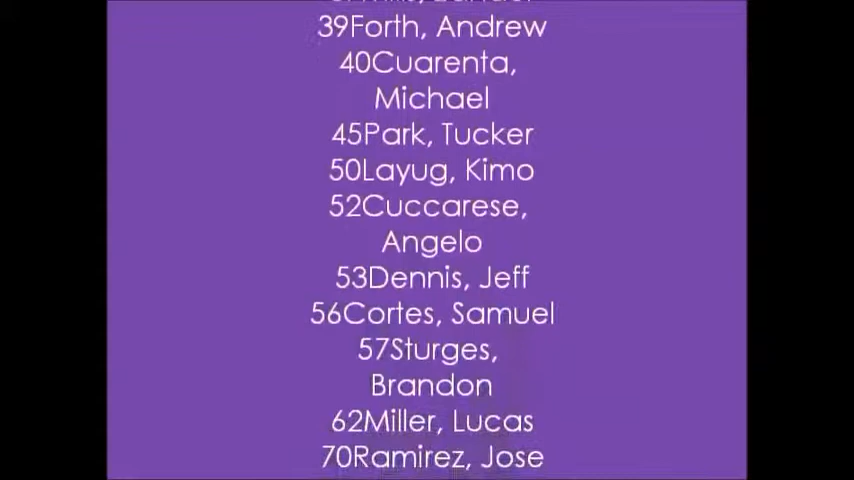 39Forth, Andrew
40Cuarenta,
Michael
45Park, Tucker
50Layug, Kimo
52Cuccarese,
Angelo
53Dennis, Jeff
56Cortes, Samuel
57Sturges,
Brandon
62Miller, Lucas
70Ramirez, Jose